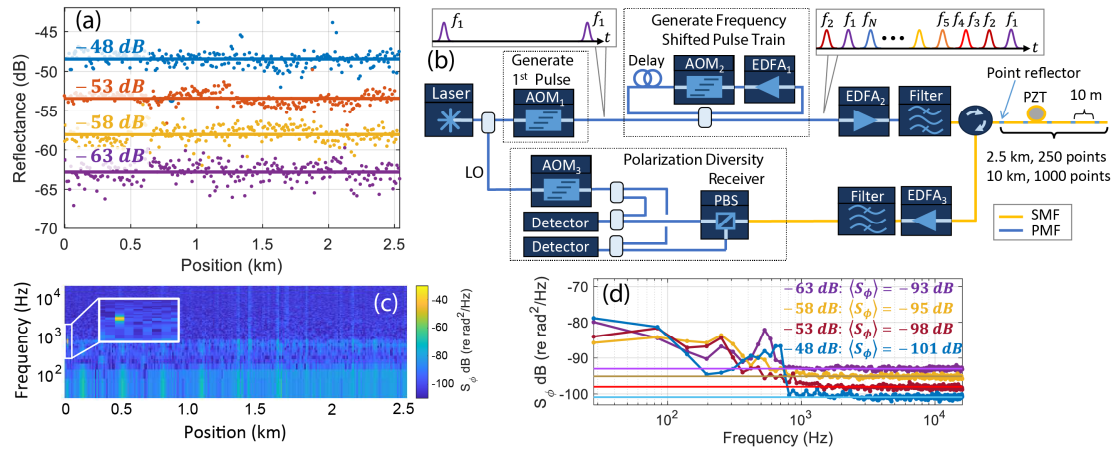 (a)
-45
-50
-55
-60
-65
-70
Reflectance (dB)
−48 dB
−53 dB
−58 dB
−63 dB
0 0.5 1 1.5 2 2.5
Position (km)
(b)
f1 f1
t
Generate
1st Pulse
Laser
AOM1
Generate Frequency
Shifted Pulse Train
Delay
AOM2
EDFA1
f2 f1 fN ••• f5 f4 f3 f2 f1
t
EDFA2
Filter
Point reflector
PZT
10 m
2.5 km, 250 points
10 km, 1000 points
LO
AOM3
Polarization Diversity
Receiver
PBS
Detector
Detector
Filter
EDFA3
SMF
PMF
(c)
Frequency (Hz)
10^4
10^3
10^2
0 0.5 1 1.5 2 2.5
Position (km)
-40
-60
-80
-100
Sϕ dB (re rad²/Hz)
(d)
-70
-80
-90
-100
Sϕ dB (re rad²/Hz)
−63 dB: ⟨Sϕ⟩ = −93 dB
−58 dB: ⟨Sϕ⟩ = −95 dB
−53 dB: ⟨Sϕ⟩ = −98 dB
−48 dB: ⟨Sϕ⟩ = −101 dB
10^2 10^3 10^4
Frequency (Hz)